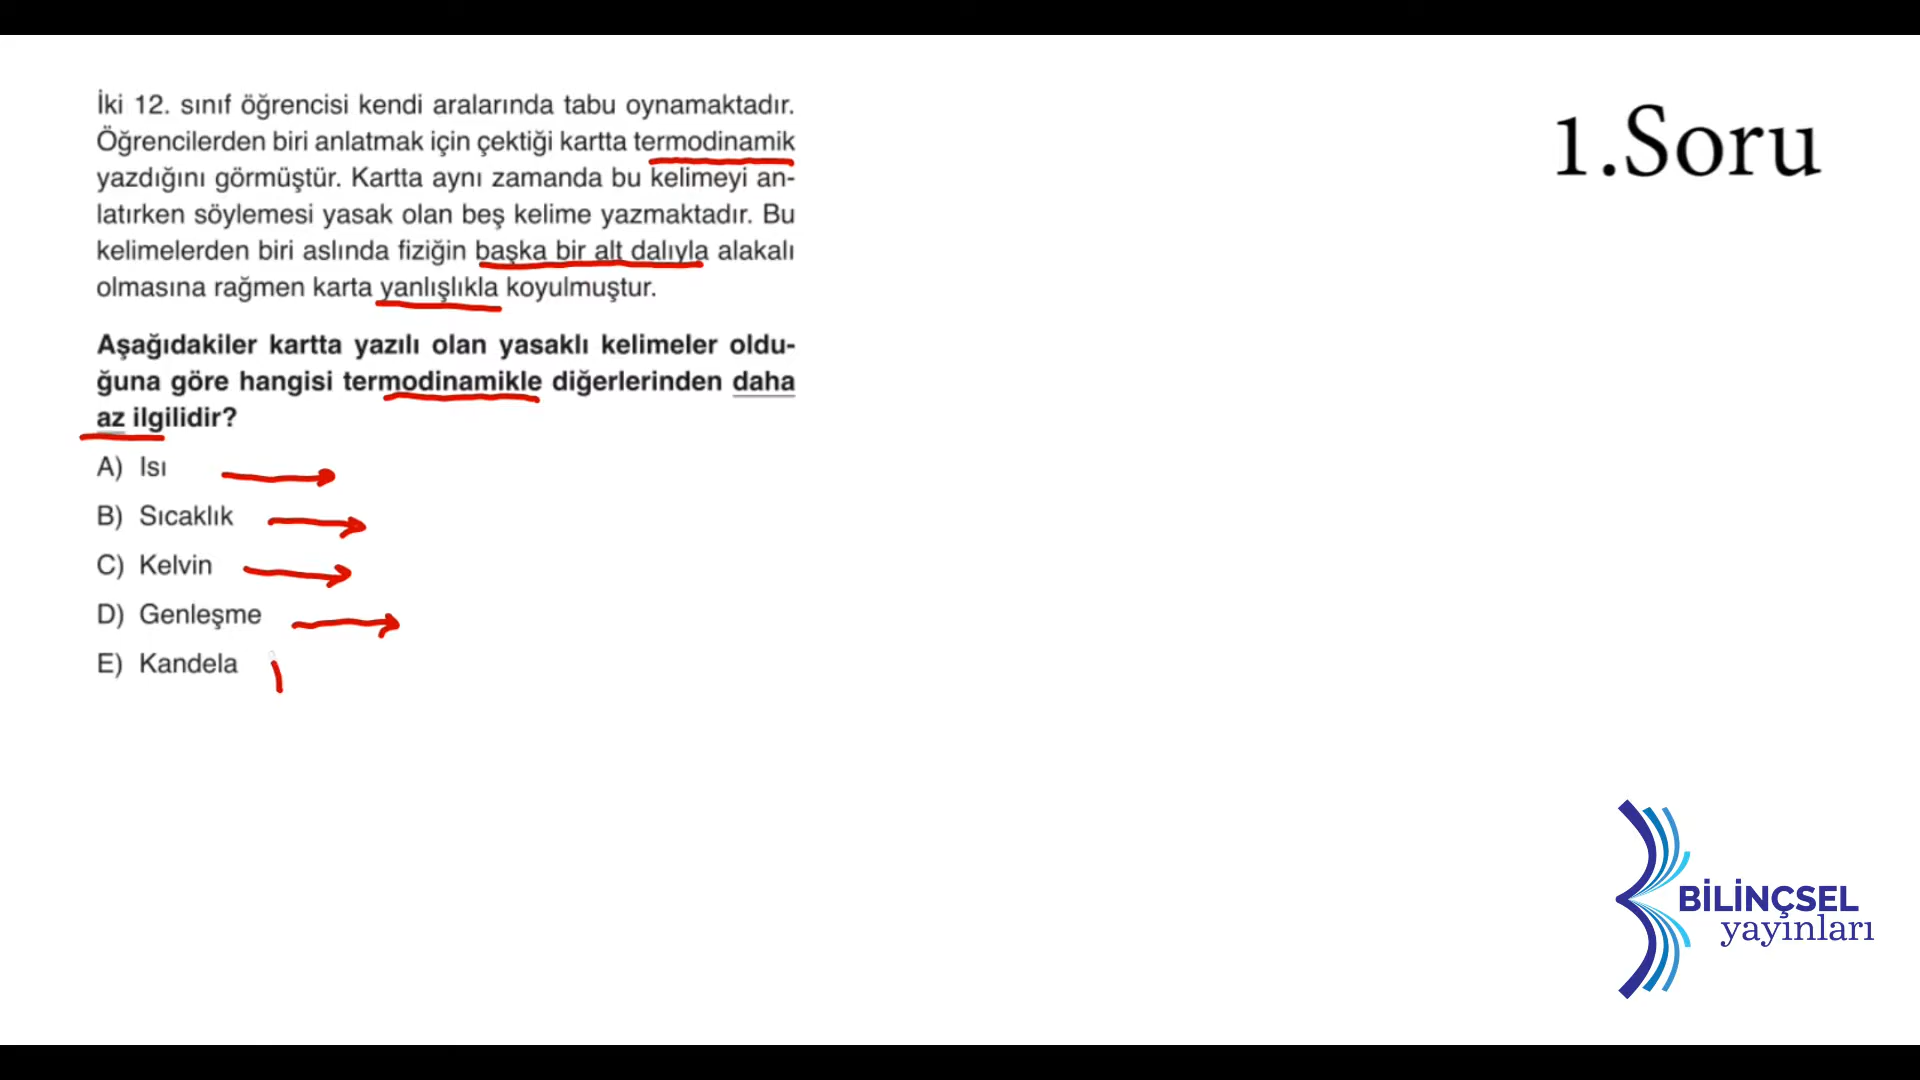 İki 12. sınıf öğrencisi kendi aralarında tabu oynamaktadır.
Öğrencilerden biri anlatmak için çektiği kartta termodinamik
yazdığını görmüştür. Kartta aynı zamanda bu kelimeyi an-
latırken söylemesi yasak olan beş kelime yazmaktadır. Bu
kelimelerden biri aslında fiziğin başka bir alt dalıyla alakalı
olmasına rağmen karta yanlışlıkla koyulmuştur.
Aşağıdakiler kartta yazılı olan yasaklı kelimeler oldu-
ğuna göre hangisi termodinamikle diğerlerinden daha
az ilgilidir?
A) Isı
B) Sıcaklık
C) Kelvin
D) Genleşme
E) Kandela
1.Soru
BİLİNÇSEL
yayınları